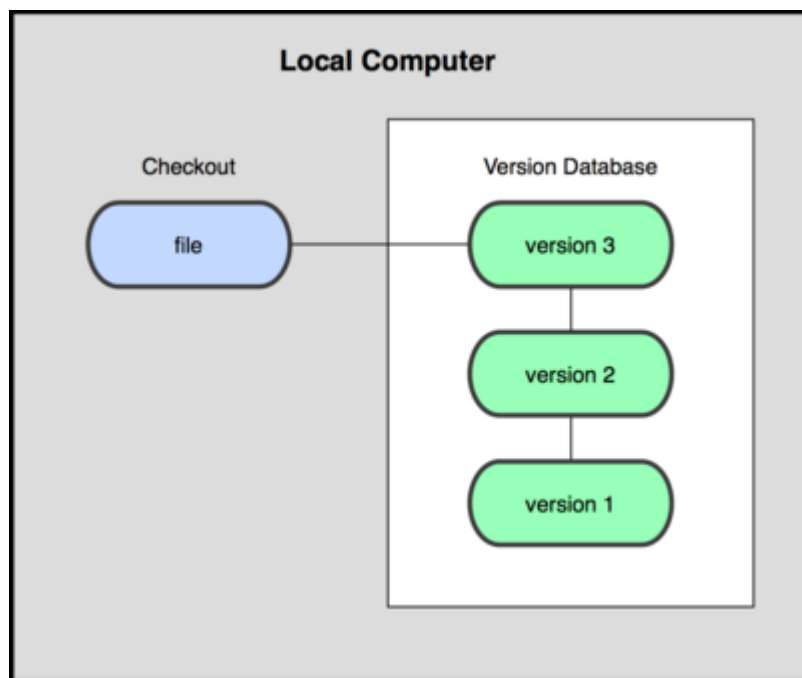 Local Computer
Checkout
Version Database
file
version 3
version 2
version 1